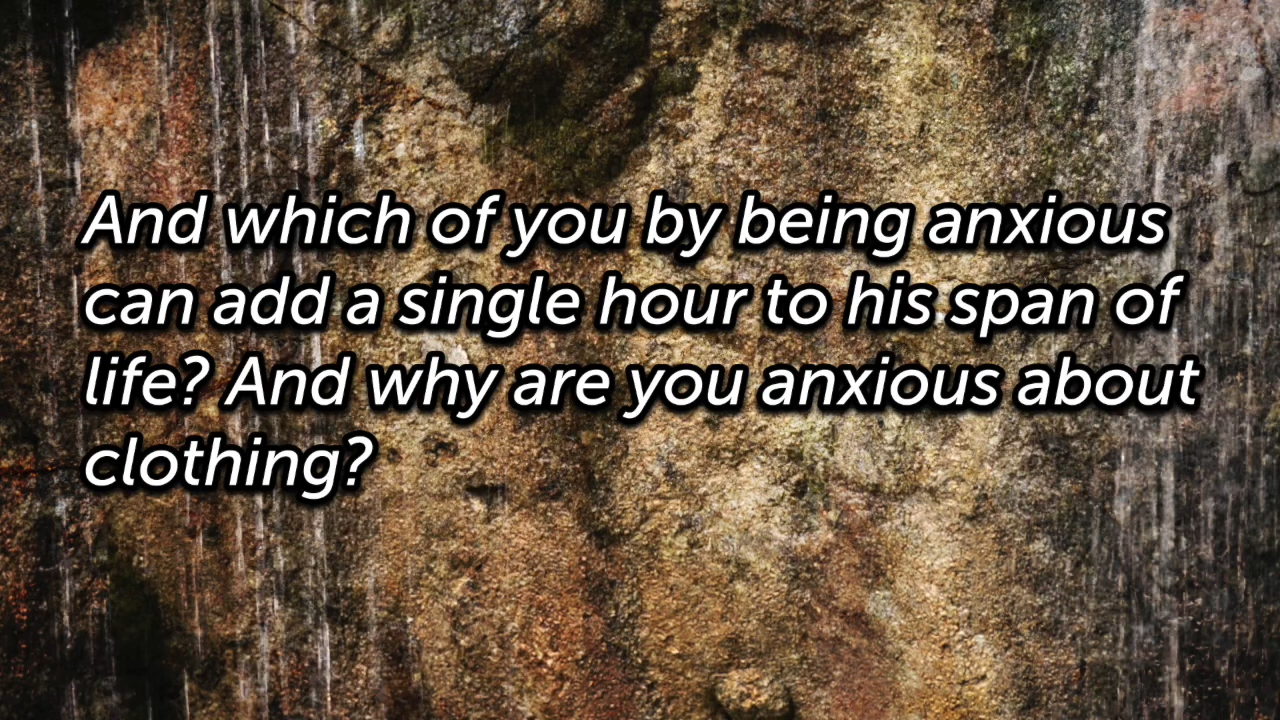 And which of you by being anxious
can add a single hour to his span of
life? And why are you anxious about
clothing?